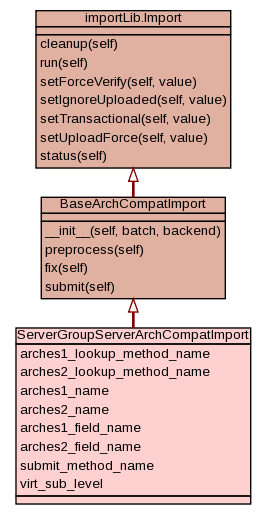 importLib.Import
cleanup(self)
run(self)
setForceVerify(self, value)
setIgnoreUploaded(self, value)
setTransactional(self, value)
setUploadForce(self, value)
status(self)
BaseArchCompatImport
__init__(self, batch, backend)
preprocess(self)
fix(self)
submit(self)
ServerGroupServerArchCompatImport
arches1_lookup_method_name
arches2_lookup_method_name
arches1_name
arches2_name
arches1_field_name
arches2_field_name
submit_method_name
virt_sub_level